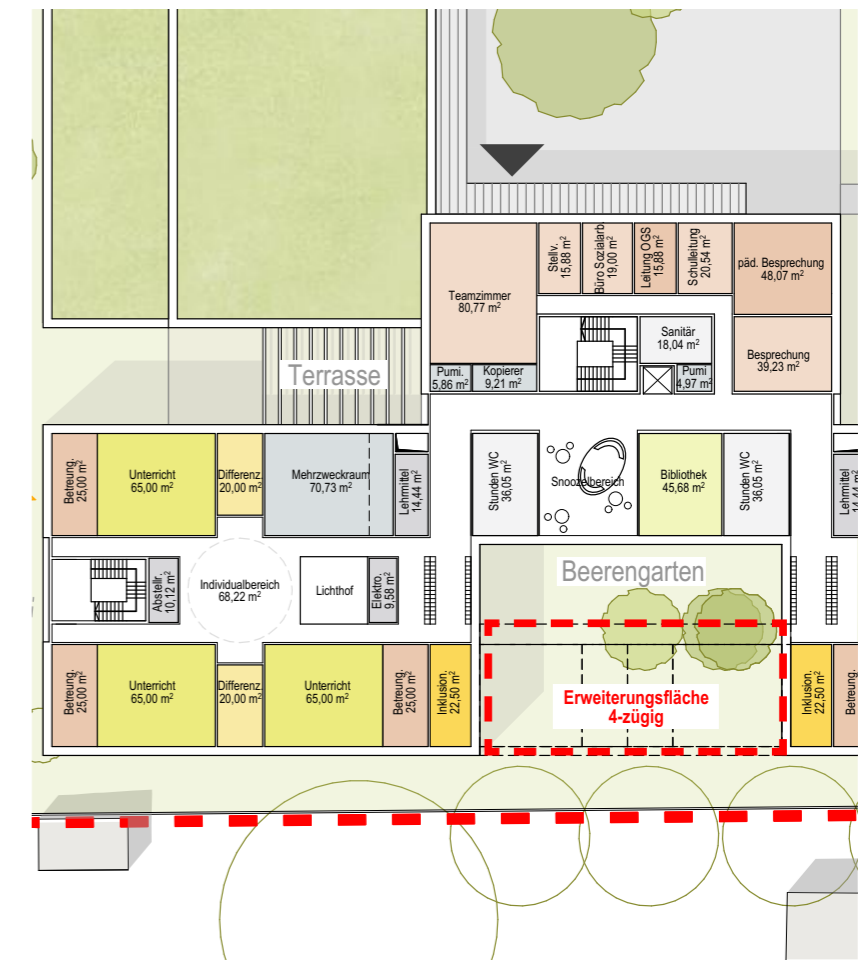 Teamzimmer
80,77 m²
Stellv.
15,88 m²
Büro Sozialarb.
19,00 m²
Leitung OGS
15,88 m²
Schulleitung
20,54 m²
päd. Besprechung
48,07 m²
Sanitär
18,04 m²
Besprechung
39,23 m²
Pumi.
5,86 m²
Kopierer
9,21 m²
Pumi
4,97 m²
Terrasse
Betreung.
25,00 m²
Unterricht
65,00 m²
Differenz.
20,00 m²
Mehrzweckraum
70,73 m²
Lehrmittel
14,44 m²
Stunden WC
36,05 m²
Snoozelbereich
Bibliothek
45,68 m²
Stunden WC
36,05 m²
Lehrmittel
14,44 m²
Abstellr.
10,12 m²
Individualbereich
68,22 m²
Lichthof
Elektro.
9,58 m²
Beerengarten
Betreung.
25,00 m²
Unterricht
65,00 m²
Differenz.
20,00 m²
Unterricht
65,00 m²
Betreung.
25,00 m²
Inklusion.
22,50 m²
Erweiterungsfläche
4-zügig
Inklusion.
22,50 m²
Betreung.